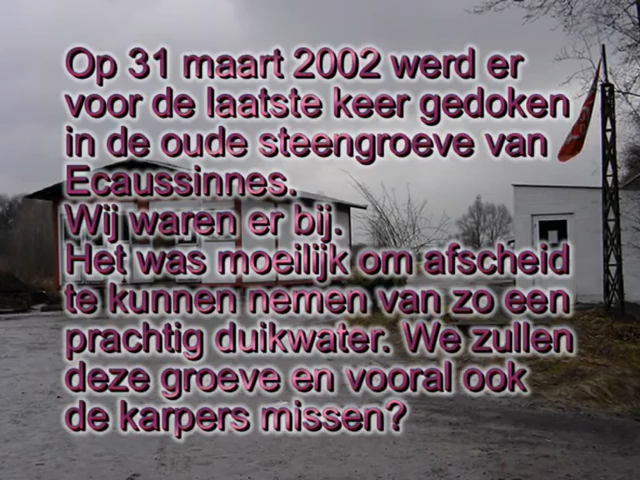 Op 31 maart 2002 werd er
voor de laatste keer gedoken
in de oude steengroeve van
Ecaussinnes.
Wij waren er bij.
Het was moeilijk om afscheid
te kunnen nemen van zo een
prachtig duikwater. We zullen
deze groeve en vooral ook
de karpers missen?